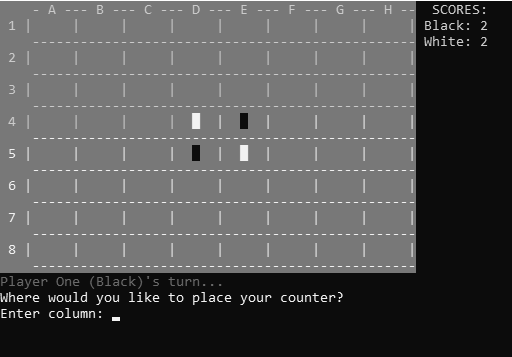 - A --- B --- C --- D --- E --- F --- G --- H --- SCORES:
1 | | | | | | | | | Black: 2
White: 2
2 | | | | | | | | |
3 | | | | | | | | |
4 | | | | | | | | |
5 | | | | | | | | |
6 | | | | | | | | |
7 | | | | | | | | |
8 | | | | | | | | |
Player One (Black)'s turn...
Where would you like to place your counter?
Enter column: _